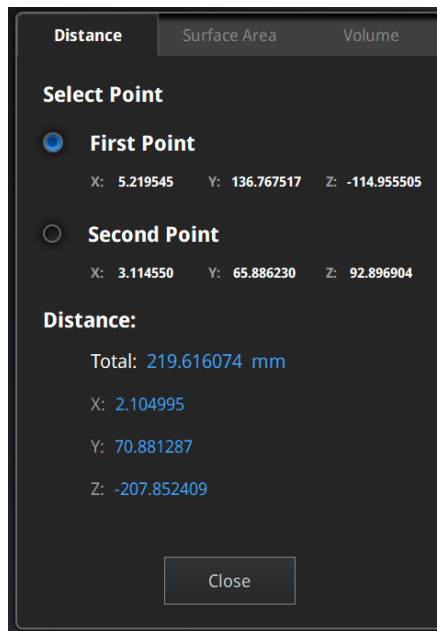 Distance Surface Area Volume
Select Point
First Point
X: 5.219545 Y: 136.767517 Z: -114.955505
Second Point
X: 3.114550 Y: 65.886230 Z: 92.896904
Distance:
Total: 219.616074 mm
X: 2.104995
Y: 70.881287
Z: -207.852409
Close